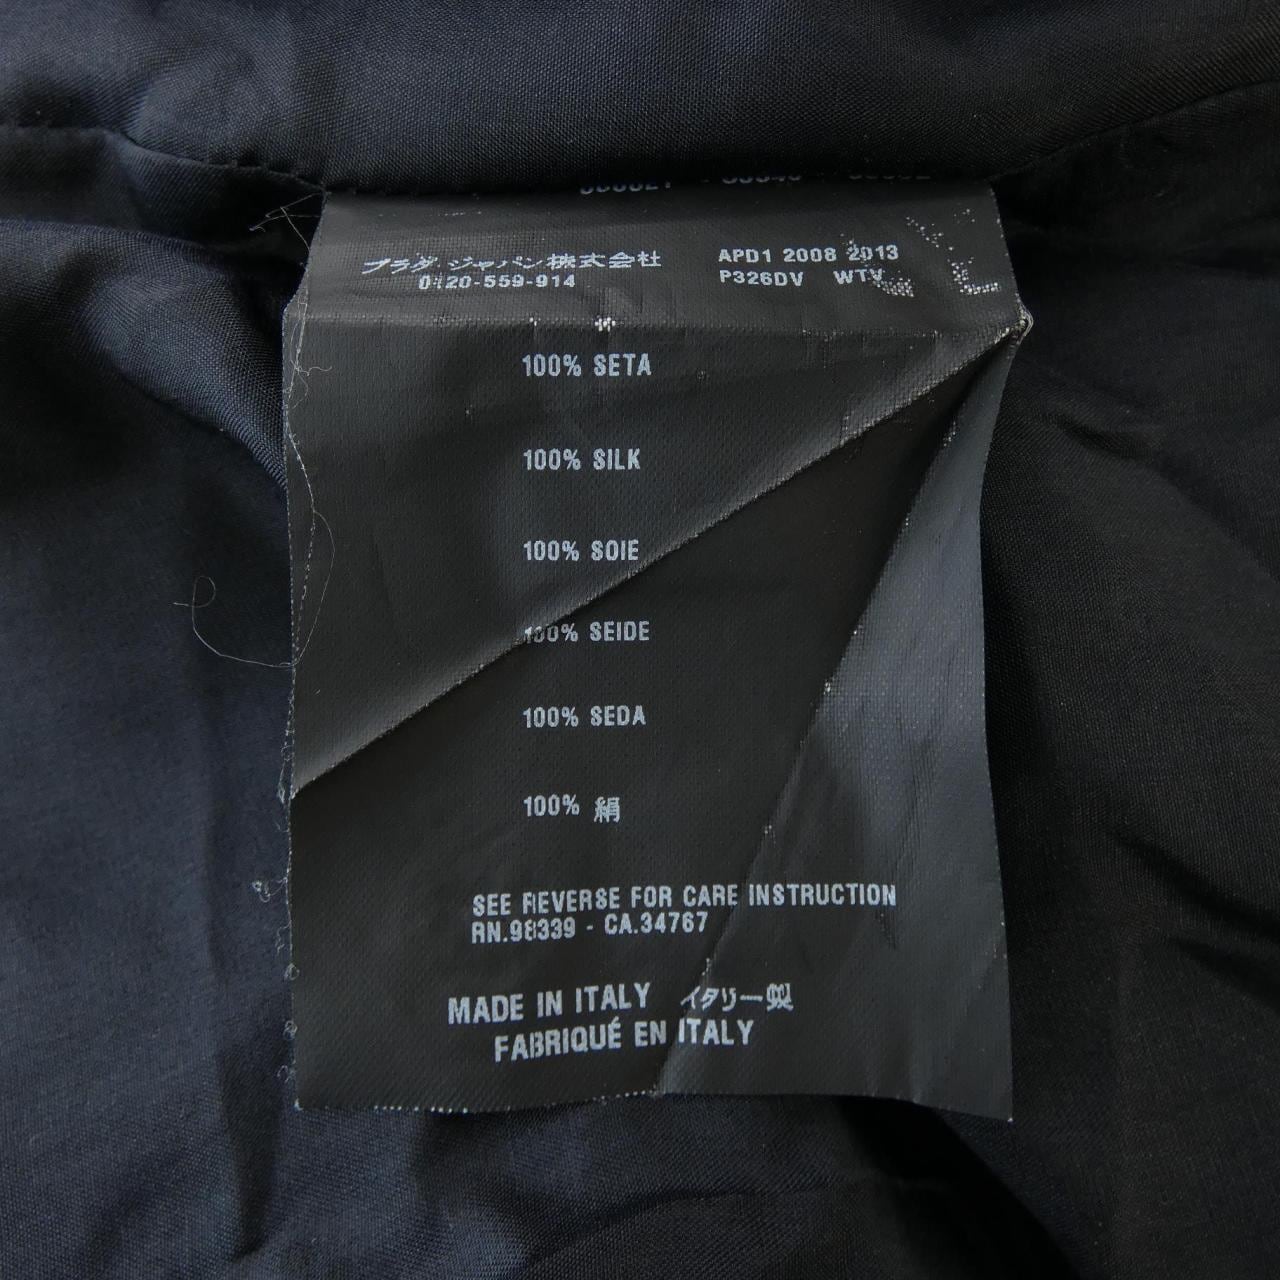 プラダ ジャパン株式会社
0120-559-914
APD1 2008 2013
P326DV WTV
100% SETA
100% SILK
100% SOIE
100% SEIDE
100% SEDA
100% 絹
SEE REVERSE FOR CARE INSTRUCTION
RN.98339 - CA.34767
MADE IN ITALY イタリー製
FABRIQUÉ EN ITALY